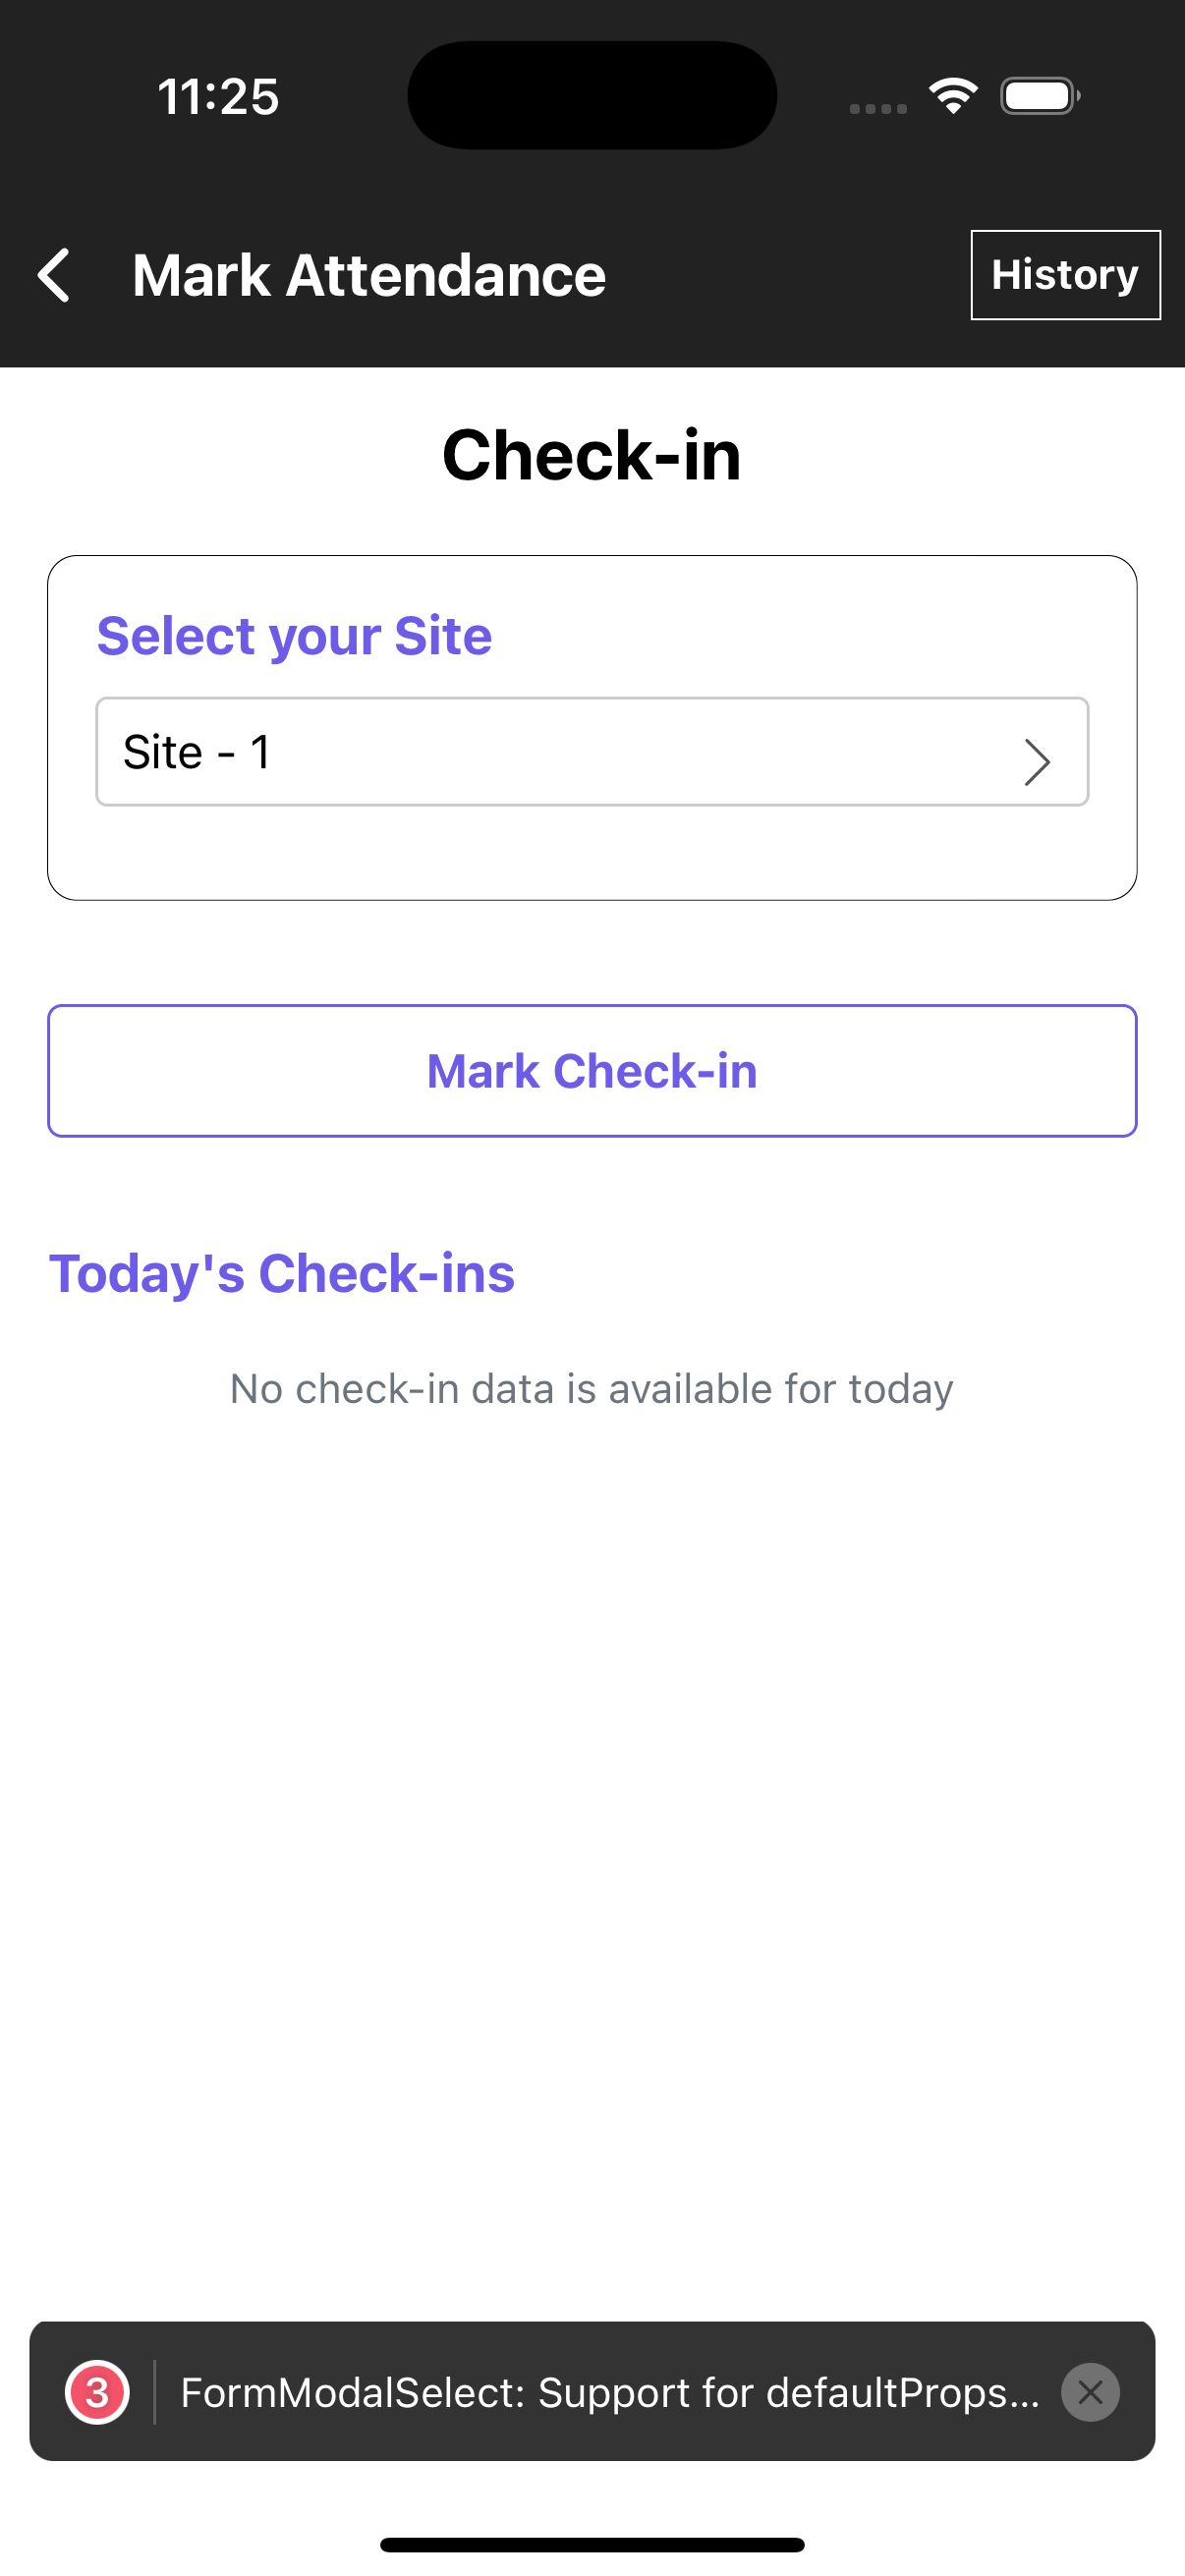 11:25
Mark Attendance
History
Check-in
Select your Site
Site - 1
Mark Check-in
Today's Check-ins
No check-in data is available for today
3
FormModalSelect: Support for defaultProps...